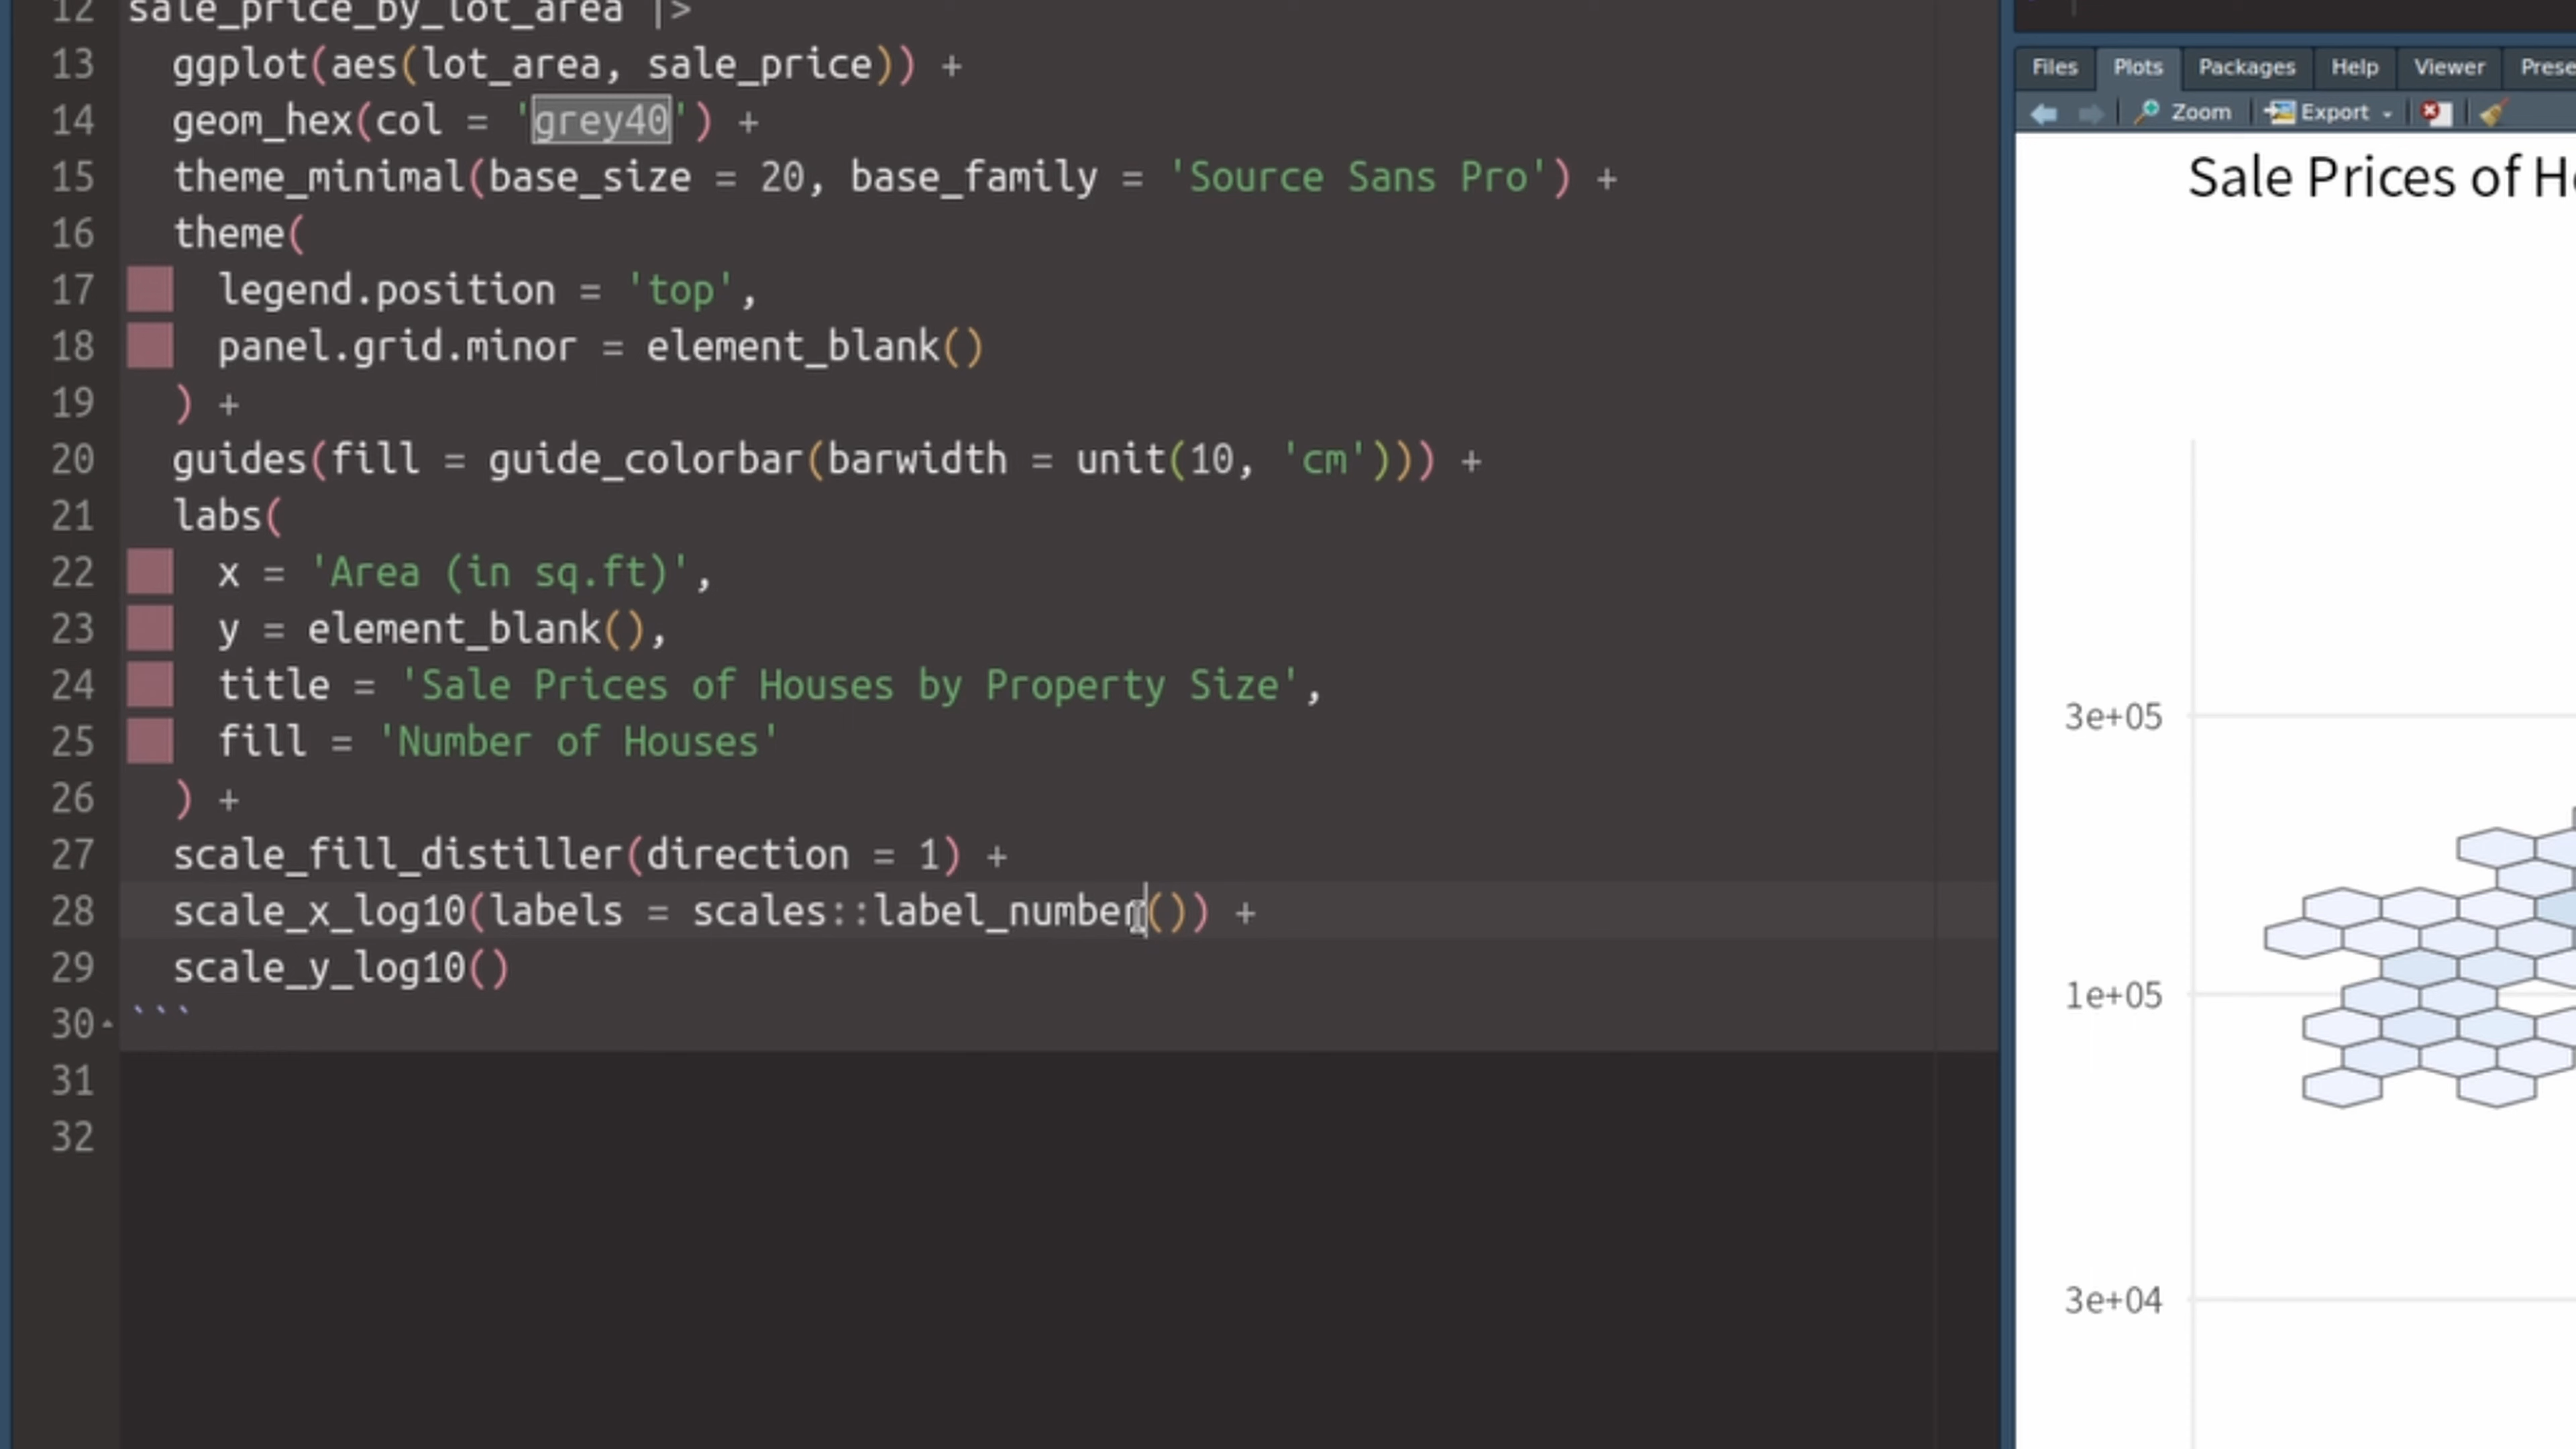 12 sale_price_by_lot_area |>
13 ggplot(aes(lot_area, sale_price)) +
14 geom_hex(col = 'grey40') +
15 theme_minimal(base_size = 20, base_family = 'Source Sans Pro') +
16 theme(
17 legend.position = 'top',
18 panel.grid.minor = element_blank()
19 ) +
20 guides(fill = guide_colorbar(barwidth = unit(10, 'cm'))) +
21 labs(
22 x = 'Area (in sq.ft)',
23 y = element_blank(),
24 title = 'Sale Prices of Houses by Property Size',
25 fill = 'Number of Houses'
26 ) +
27 scale_fill_distiller(direction = 1) +
28 scale_x_log10(labels = scales::label_number()) +
29 scale_y_log10()
30 ```
31
32
Files Plots Packages Help Viewer Prese
Zoom Export
Sale Prices of H
3e+05
1e+05
3e+04